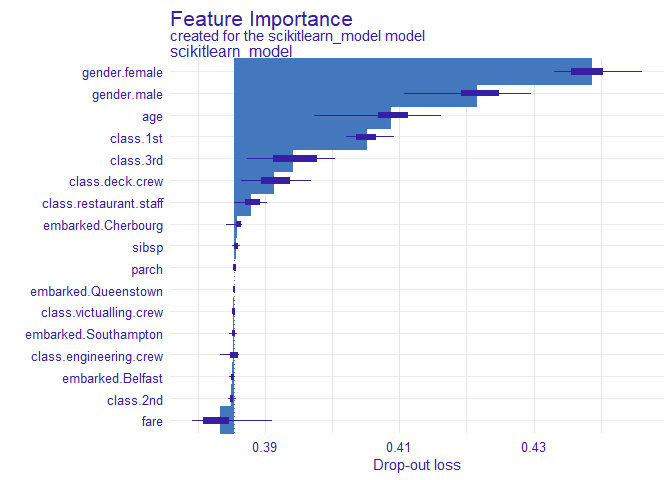 Feature Importance
created for the scikitlearn_model model
scikitlearn_model
gender.female
gender.male
age
class.1st
class.3rd
class.deck.crew
class.restaurant.staff
embarked.Cherbourg
sibsp
parch
embarked.Queenstown
class.victualling.crew
embarked.Southampton
class.engineering.crew
embarked.Belfast
class.2nd
fare
0.39 0.41 0.43
Drop-out loss